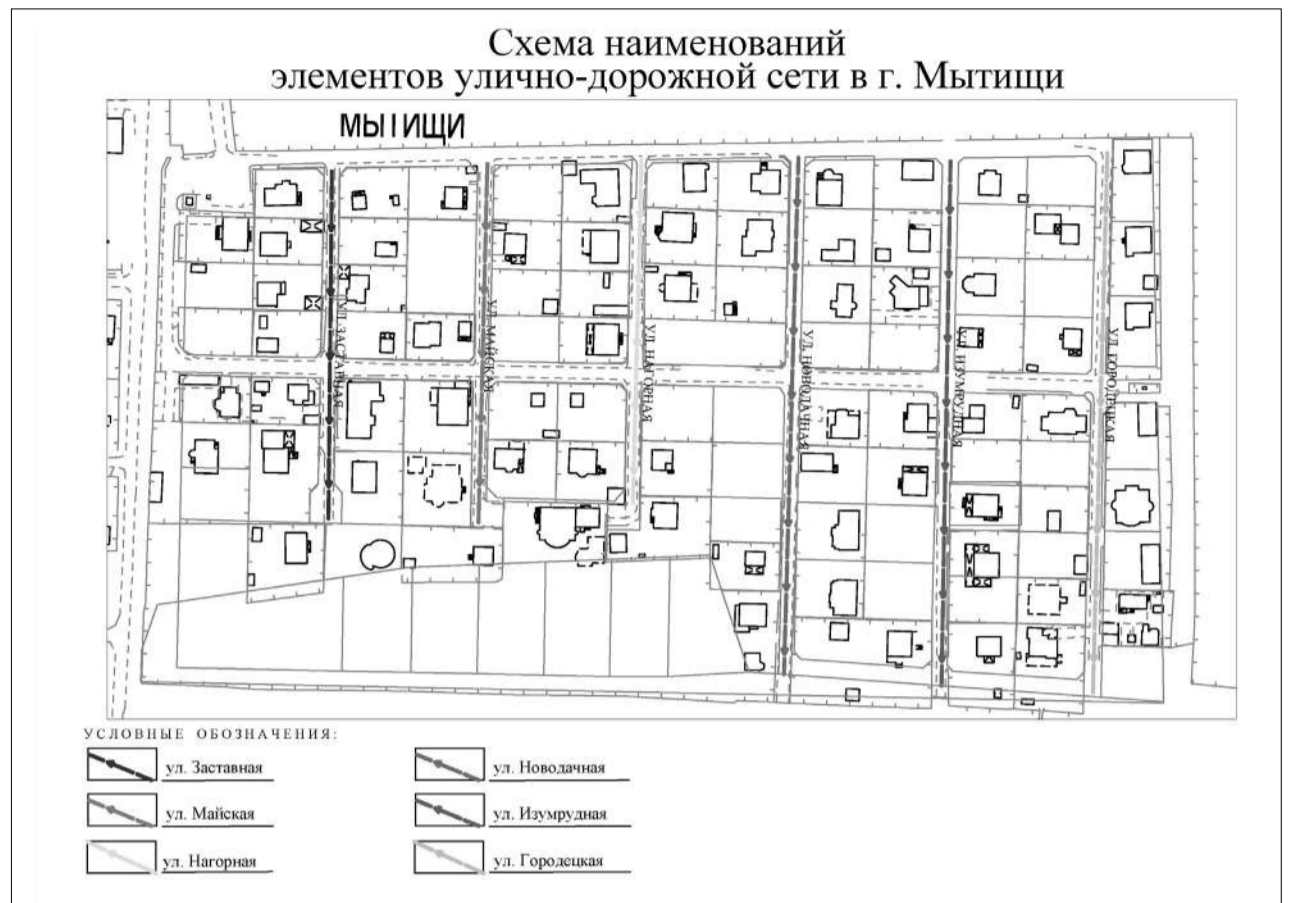 Схема наименований
элементов улично-дорожной сети в г. Мытищи
МЫТИЩИ
УЛ. ЗАСТАВНАЯ
УЛ. МАЙСКАЯ
УЛ. НАГОРНАЯ
УЛ. НОВОДАЧНАЯ
УЛ. ИЗУМРУДНАЯ
УЛ. ГОРОДЕЦКАЯ
УСЛОВНЫЕ ОБОЗНАЧЕНИЯ:
ул. Заставная
ул. Майская
ул. Нагорная
ул. Новодачная
ул. Изумрудная
ул. Городецкая